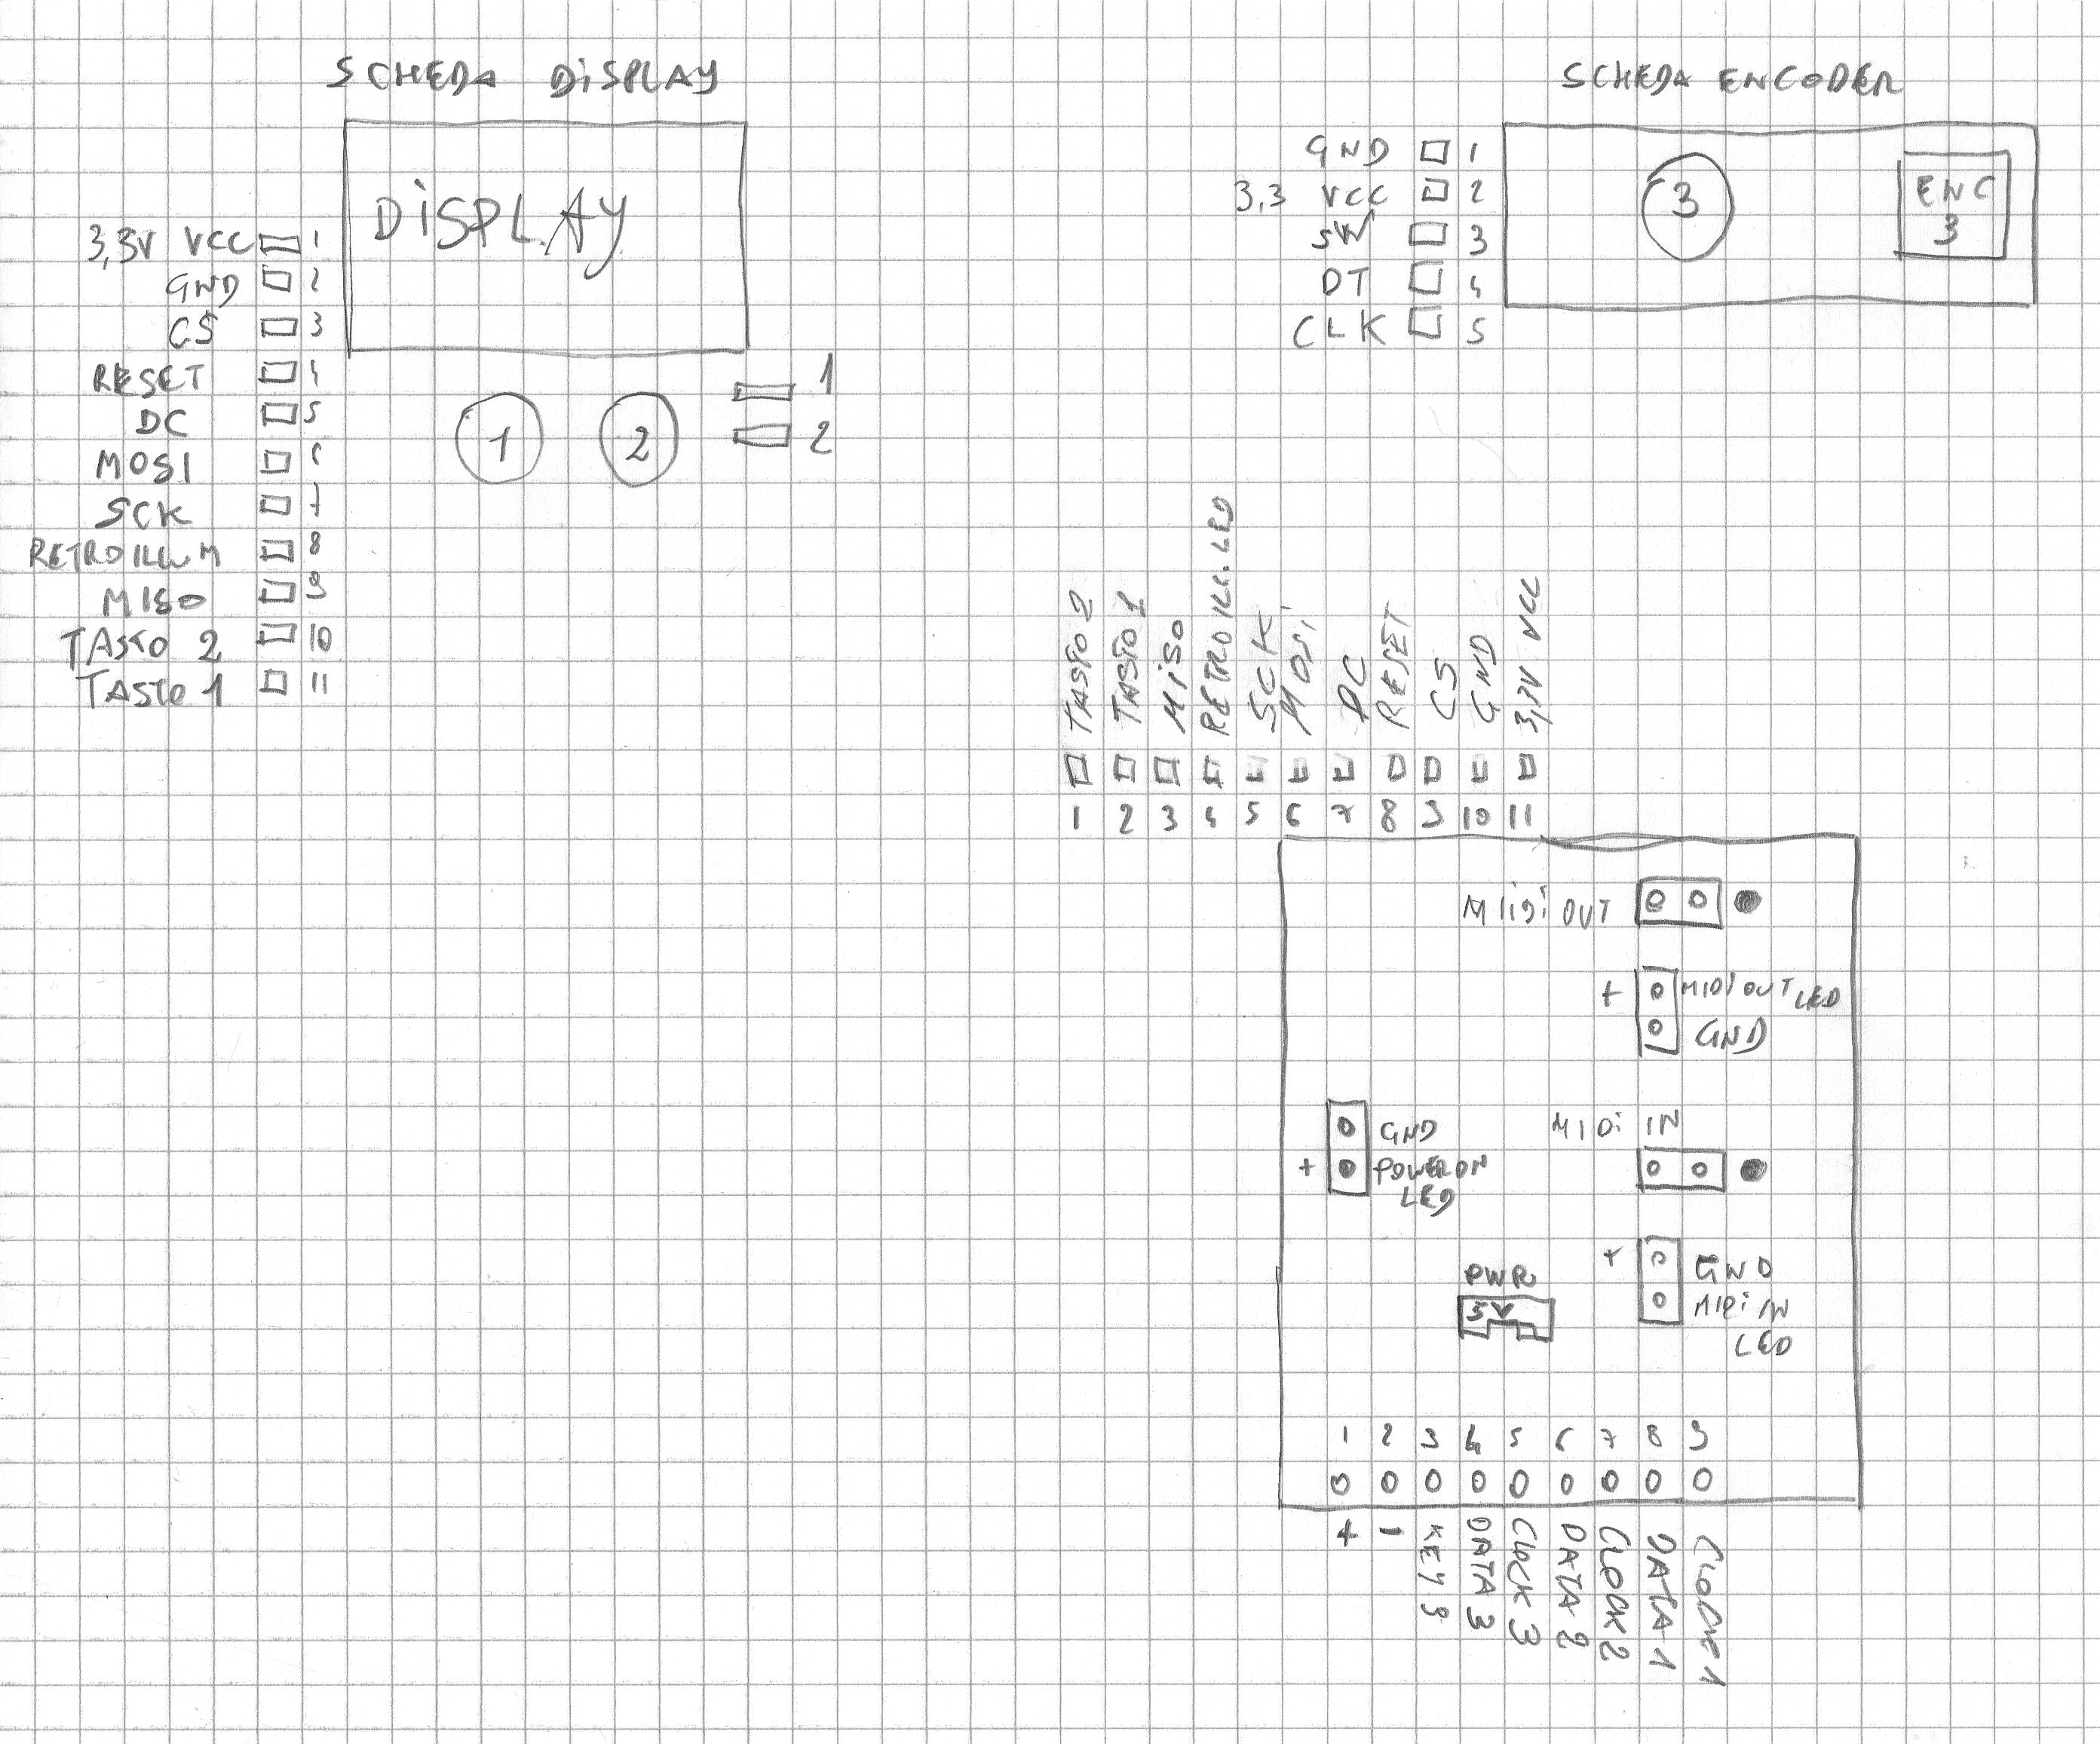 SCHEDA DiSPLAY
DiSPLAY
3,3V VCC 1
GND 2
CS 3
RESET 4
DC 5
MOSI 6
SCK 7
RETROILLUM 8
MISO 9
TASTO 2 10
TASTO 1 11
1 2
1
2
SCHEDA ENCODER
GND 1
3,3 VCC 2
SW 3
DT 4
CLK 5
3
ENC
3
TASTO 2
TASTO 1
MiSO
RETROILL. LED
SCK
MOSi
DC
RESET
CS
GND
3,3V VCC
1 2 3 4 5 6 7 8 9 10 11
MIDi OUT
+ MIDI OUT LED
GND
GND
+ POWER ON
LED
MIDi IN
+ GND
MIDi IN
LED
PWR
5V
1 2 3 4 5 6 7 8 9
+
KEY 3
DATA 3
CLOCK 3
DATA 2
CLOCK 2
DATA 1
CLOCK 1